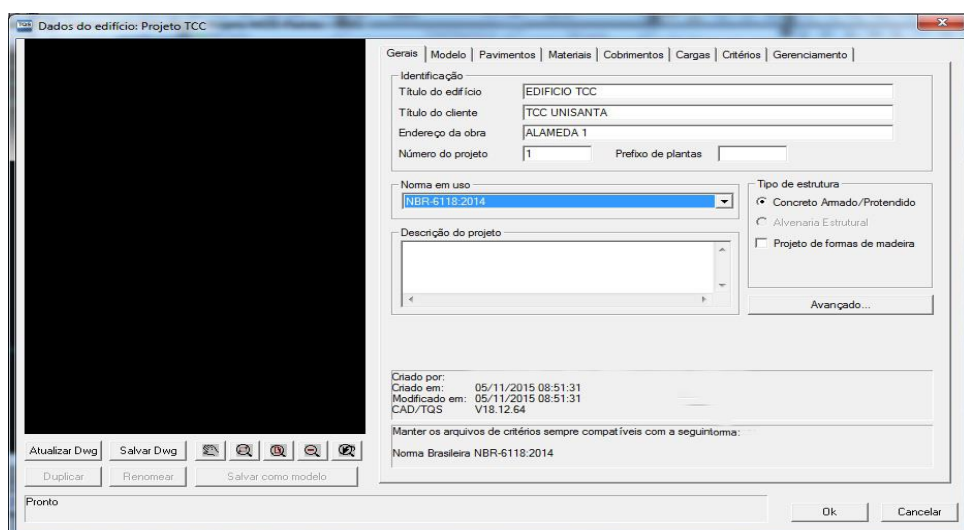 Dados do edifício: Projeto TCC
Gerais | Modelo | Pavimentos | Materiais | Cobrimentos | Cargas | Critérios | Gerenciamento
Identificação
Título do edifício EDIFICIO TCC
Título do cliente TCC UNISANTA
Endereço da obra ALAMEDA 1
Número do projeto 1 Prefixo de plantas
Norma em uso
NBR-6118:2014
Tipo de estrutura
Concreto Armado/Protendido
Alvenaria Estrutural
Projeto de formas de madeira
Descrição do projeto
Avançado...
Criado por:
Criado em: 05/11/2015 08:51:31
Modificado em: 05/11/2015 08:51:31
CAD/TQS V18.12.64
Manter os arquivos de critérios sempre compatíveis com a seguintorma:
Norma Brasileira NBR-6118:2014
Atualizar Dwg Salvar Dwg
Duplicar Renomear Salvar como modelo
Pronto
Ok Cancelar